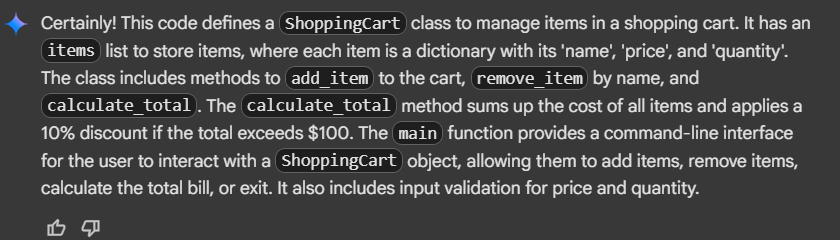 Certainly! This code defines a ShoppingCart class to manage items in a shopping cart. It has an
items list to store items, where each item is a dictionary with its 'name', 'price', and 'quantity'.
The class includes methods to add_item to the cart, remove_item by name, and
calculate_total. The calculate_total method sums up the cost of all items and applies a
10% discount if the total exceeds $100. The main function provides a command-line interface
for the user to interact with a ShoppingCart object, allowing them to add items, remove items,
calculate the total bill, or exit. It also includes input validation for price and quantity.